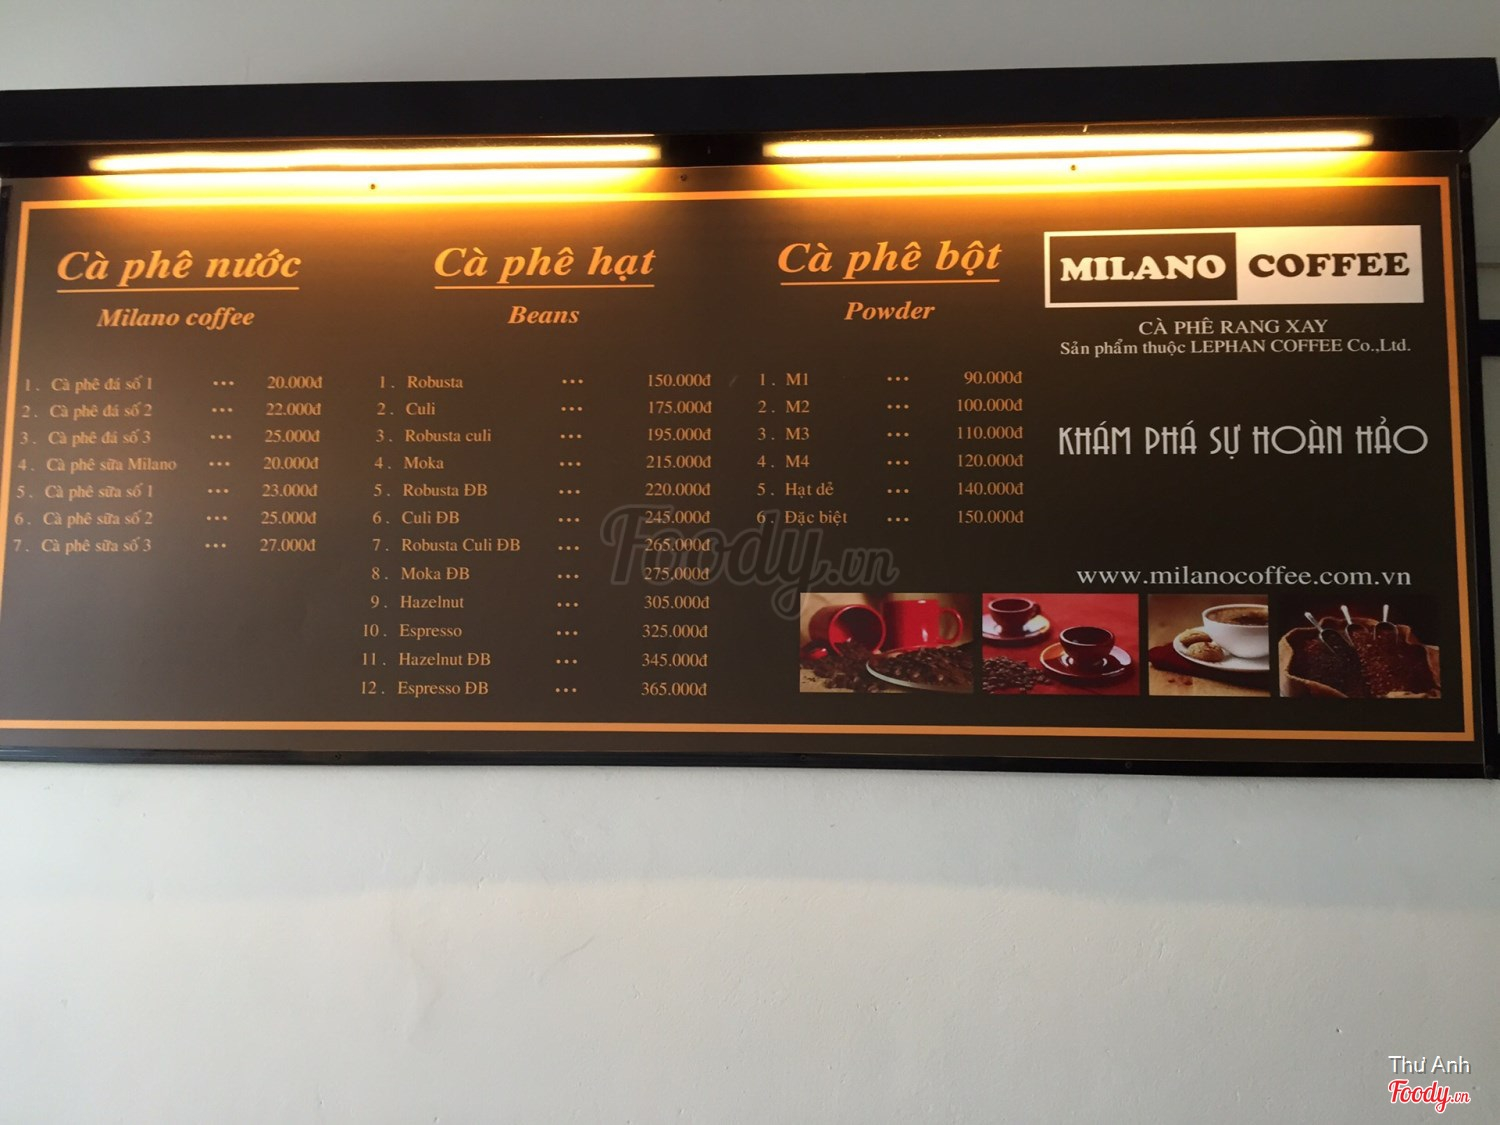 Cà phê nước
Milano coffee
1 . Cà phê đá số 1 ... 20.000đ
2 . Cà phê đá số 2 ... 22.000đ
3 . Cà phê đá số 3 ... 25.000đ
4 . Cà phê sữa Milano ... 20.000đ
5 . Cà phê sữa số 1 ... 23.000đ
6 . Cà phê sữa số 2 ... 25.000đ
7 . Cà phê sữa số 3 ... 27.000đ
Cà phê hạt
Beans
1 . Robusta ... 150.000đ
2 . Culi ... 175.000đ
3 . Robusta culi ... 195.000đ
4 . Moka ... 215.000đ
5 . Robusta ĐB ... 220.000đ
6 . Culi ĐB ... 245.000đ
7 . Robusta Culi ĐB ... 265.000đ
8 . Moka ĐB ... 275.000đ
9 . Hazelnut ... 305.000đ
10 . Espresso ... 325.000đ
11 . Hazelnut ĐB ... 345.000đ
12 . Espresso ĐB ... 365.000đ
Cà phê bột
Powder
1 . M1 ... 90.000đ
2 . M2 ... 100.000đ
3 . M3 ... 110.000đ
4 . M4 ... 120.000đ
5 . Hạt dẻ ... 140.000đ
6 . Đặc biệt ... 150.000đ
MILANO COFFEE
CÀ PHÊ RANG XAY
Sản phẩm thuộc LEPHAN COFFEE Co.,Ltd.
KHÁM PHÁ SỰ HOÀN HẢO
www.milanocoffee.com.vn
Foody.vn
Thư Anh
Foody.vn